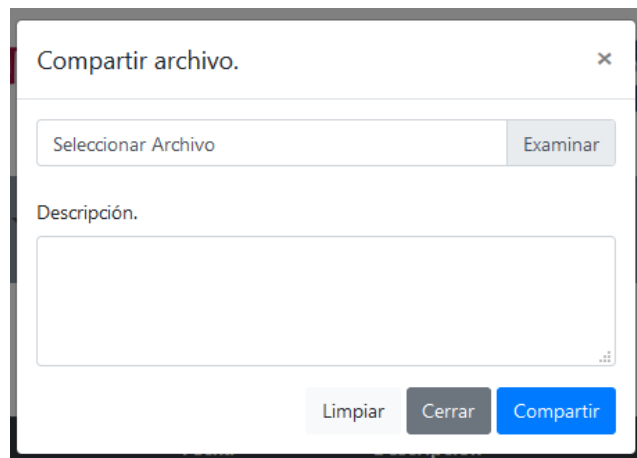 Compartir archivo.
×
Seleccionar Archivo
Examinar
Descripción.
Limpiar
Cerrar
Compartir